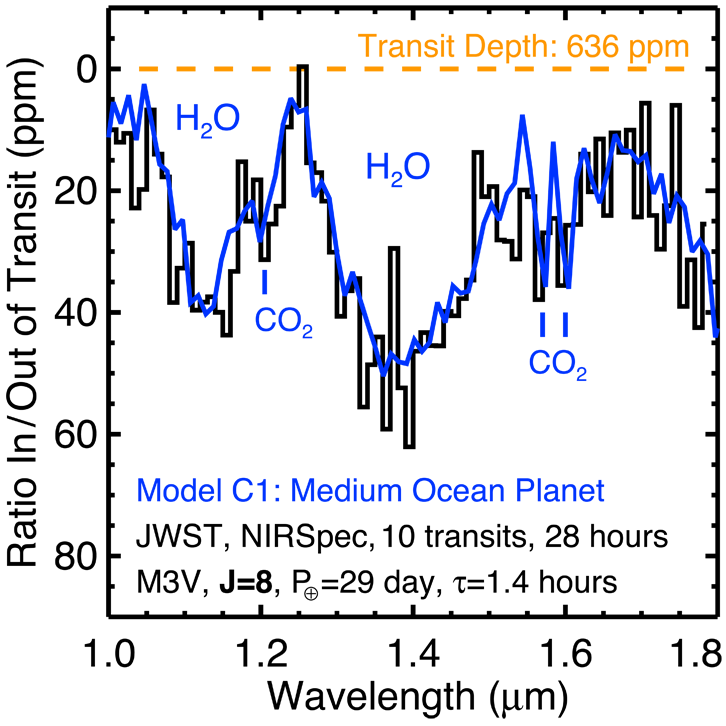 Transit Depth: 636 ppm
H₂O
H₂O
CO₂
CO₂
Model C1: Medium Ocean Planet
JWST, NIRSpec, 10 transits, 28 hours
M3V, J=8, P⊕=29 day, τ=1.4 hours
Ratio In/Out of Transit (ppm)
0
20
40
60
80
1.0
1.2
1.4
1.6
1.8
Wavelength (μm)